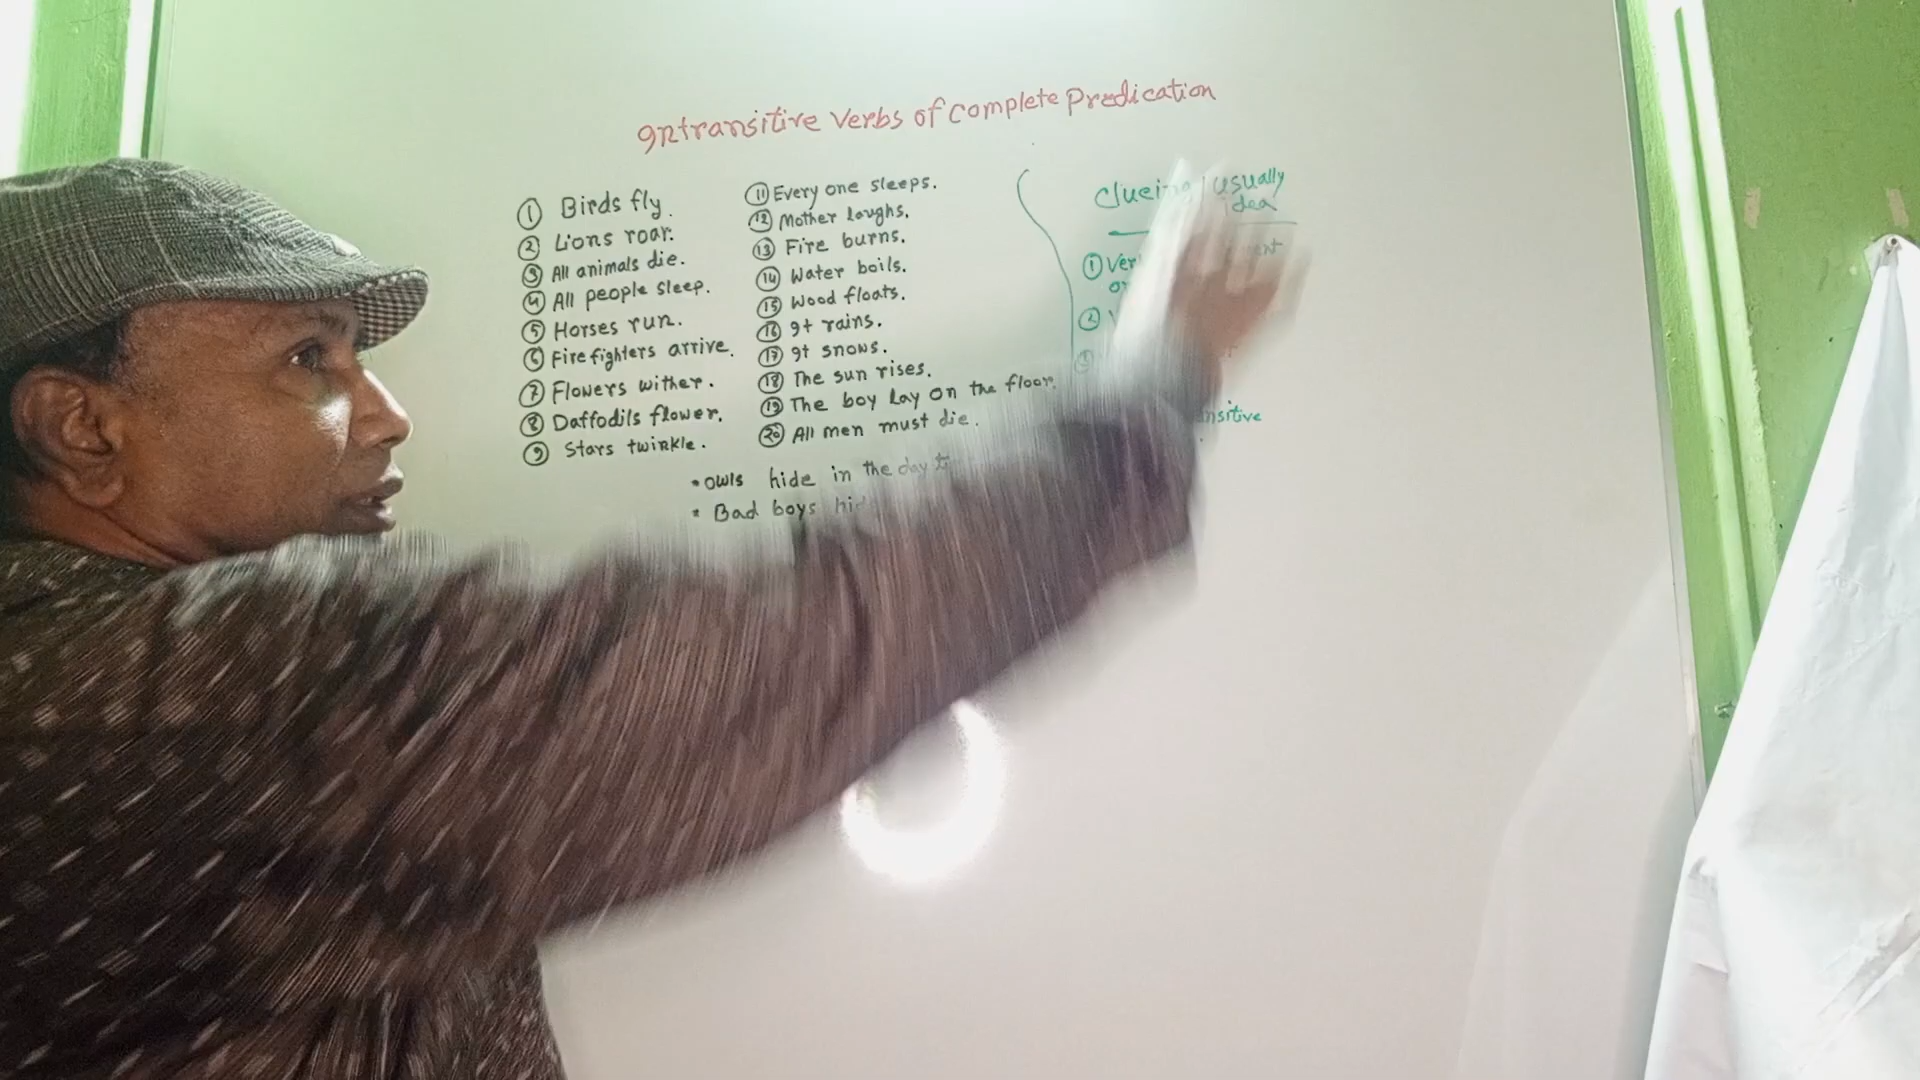 Intransitive Verbs of Complete Predication
① Birds fly.
② Lions roar.
③ All animals die.
④ All people sleep.
⑤ Horses run.
⑥ Fire fighters arrive.
⑦ Flowers wither.
⑧ Daffodils flower.
⑨ Stars twinkle.
⑪ Every one sleeps.
⑫ Mother laughs.
⑬ Fire burns.
⑭ Water boils.
⑮ Wood floats.
⑯ It rains.
⑰ It snows.
⑱ The sun rises.
⑲ The boy lay on the floor.
⑳ All men must die.
• Owls hide in the day
• Bad boys
usually
idea
①
②
③